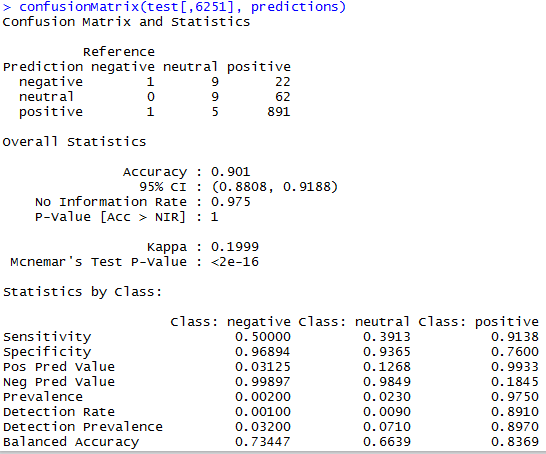 > confusionMatrix(test[,6251], predictions)
Confusion Matrix and Statistics
Reference
Prediction negative neutral positive
negative 1 9 22
neutral 0 9 62
positive 1 5 891
Overall Statistics
Accuracy : 0.901
95% CI : (0.8808, 0.9188)
No Information Rate : 0.975
P-Value [Acc > NIR] : 1
Kappa : 0.1999
Mcnemar's Test P-Value : <2e-16
Statistics by Class:
Class: negative Class: neutral Class: positive
Sensitivity 0.50000 0.3913 0.9138
Specificity 0.96894 0.9365 0.7600
Pos Pred Value 0.03125 0.1268 0.9933
Neg Pred Value 0.99897 0.9849 0.1845
Prevalence 0.00200 0.0230 0.9750
Detection Rate 0.00100 0.0090 0.8910
Detection Prevalence 0.03200 0.0710 0.8970
Balanced Accuracy 0.73447 0.6639 0.8369